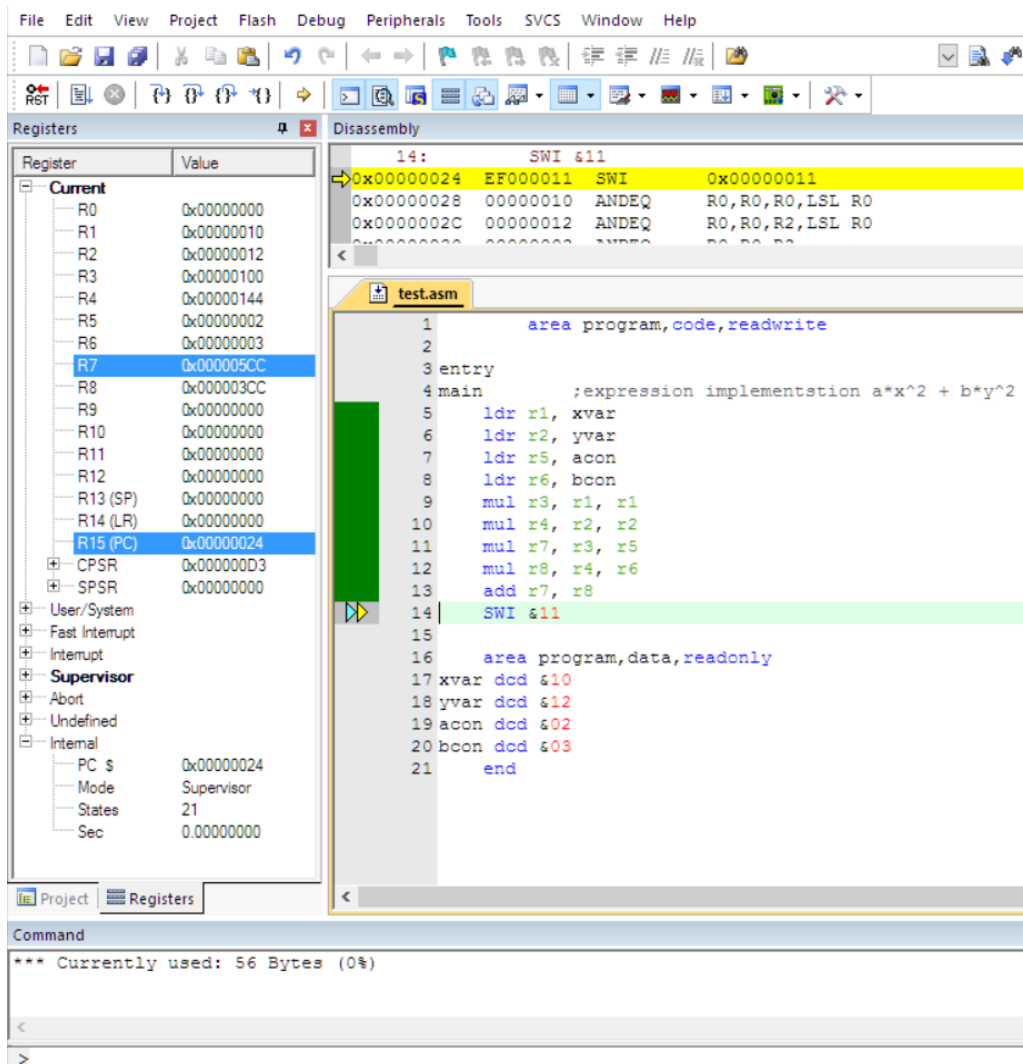 File Edit View Project Flash Debug Peripherals Tools SVCS Window Help
RST
Registers
Register Value
Current
R0 0x00000000
R1 0x00000010
R2 0x00000012
R3 0x00000100
R4 0x00000144
R5 0x00000002
R6 0x00000003
R7 0x000005CC
R8 0x000003CC
R9 0x00000000
R10 0x00000000
R11 0x00000000
R12 0x00000000
R13 (SP) 0x00000000
R14 (LR) 0x00000000
R15 (PC) 0x00000024
CPSR 0x000000D3
SPSR 0x00000000
User/System
Fast Interrupt
Interrupt
Supervisor
Abort
Undefined
Internal
PC $ 0x00000024
Mode Supervisor
States 21
Sec 0.00000000
Project Registers
Disassembly
14: SWI &11
0x00000024 EF000011 SWI 0x00000011
0x00000028 00000010 ANDEQ R0,R0,R0,LSL R0
0x0000002C 00000012 ANDEQ R0,R0,R2,LSL R0
test.asm
1 area program,code,readwrite
2
3 entry
4 main ;expression implementstion a*x^2 + b*y^2
5 ldr r1, xvar
6 ldr r2, yvar
7 ldr r5, acon
8 ldr r6, bcon
9 mul r3, r1, r1
10 mul r4, r2, r2
11 mul r7, r3, r5
12 mul r8, r4, r6
13 add r7, r8
14 SWI &11
15
16 area program,data,readonly
17 xvar dcd &10
18 yvar dcd &12
19 acon dcd &02
20 bcon dcd &03
21 end
Command
*** Currently used: 56 Bytes (0%)
>